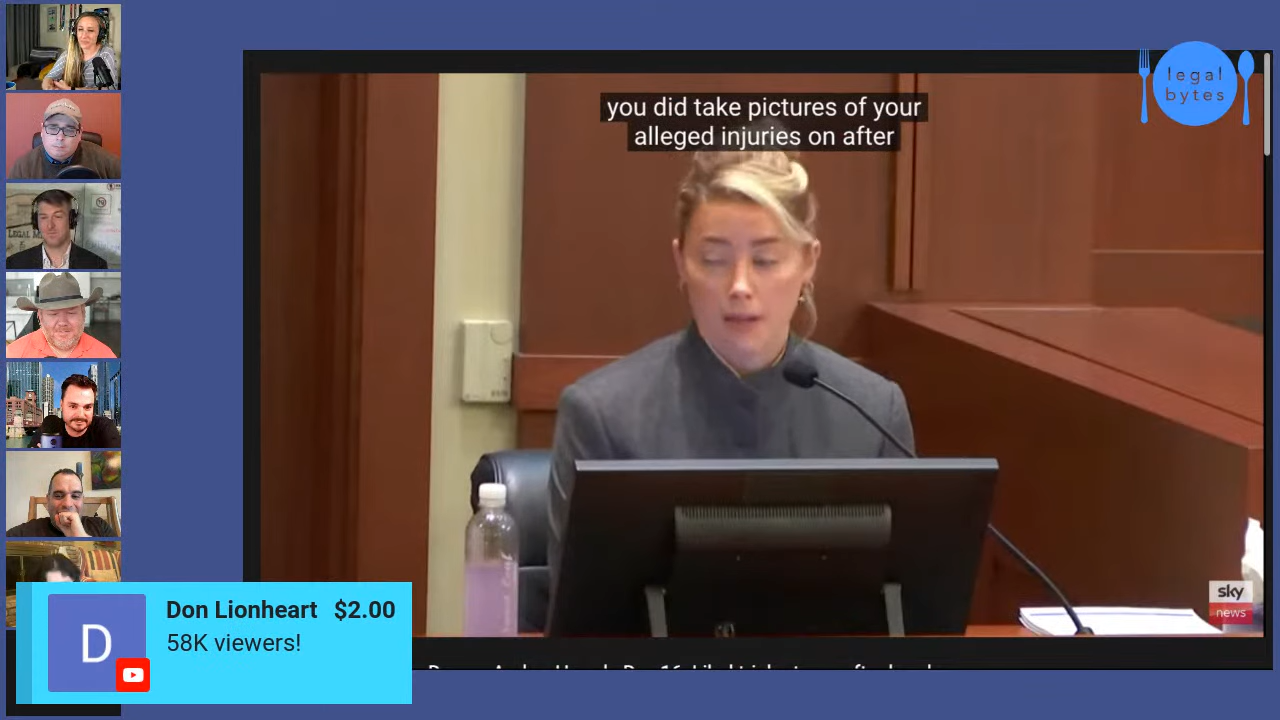 legal
bytes
you did take pictures of your
alleged injuries on after
sky
news
Don Lionheart $2.00
58K viewers!
D